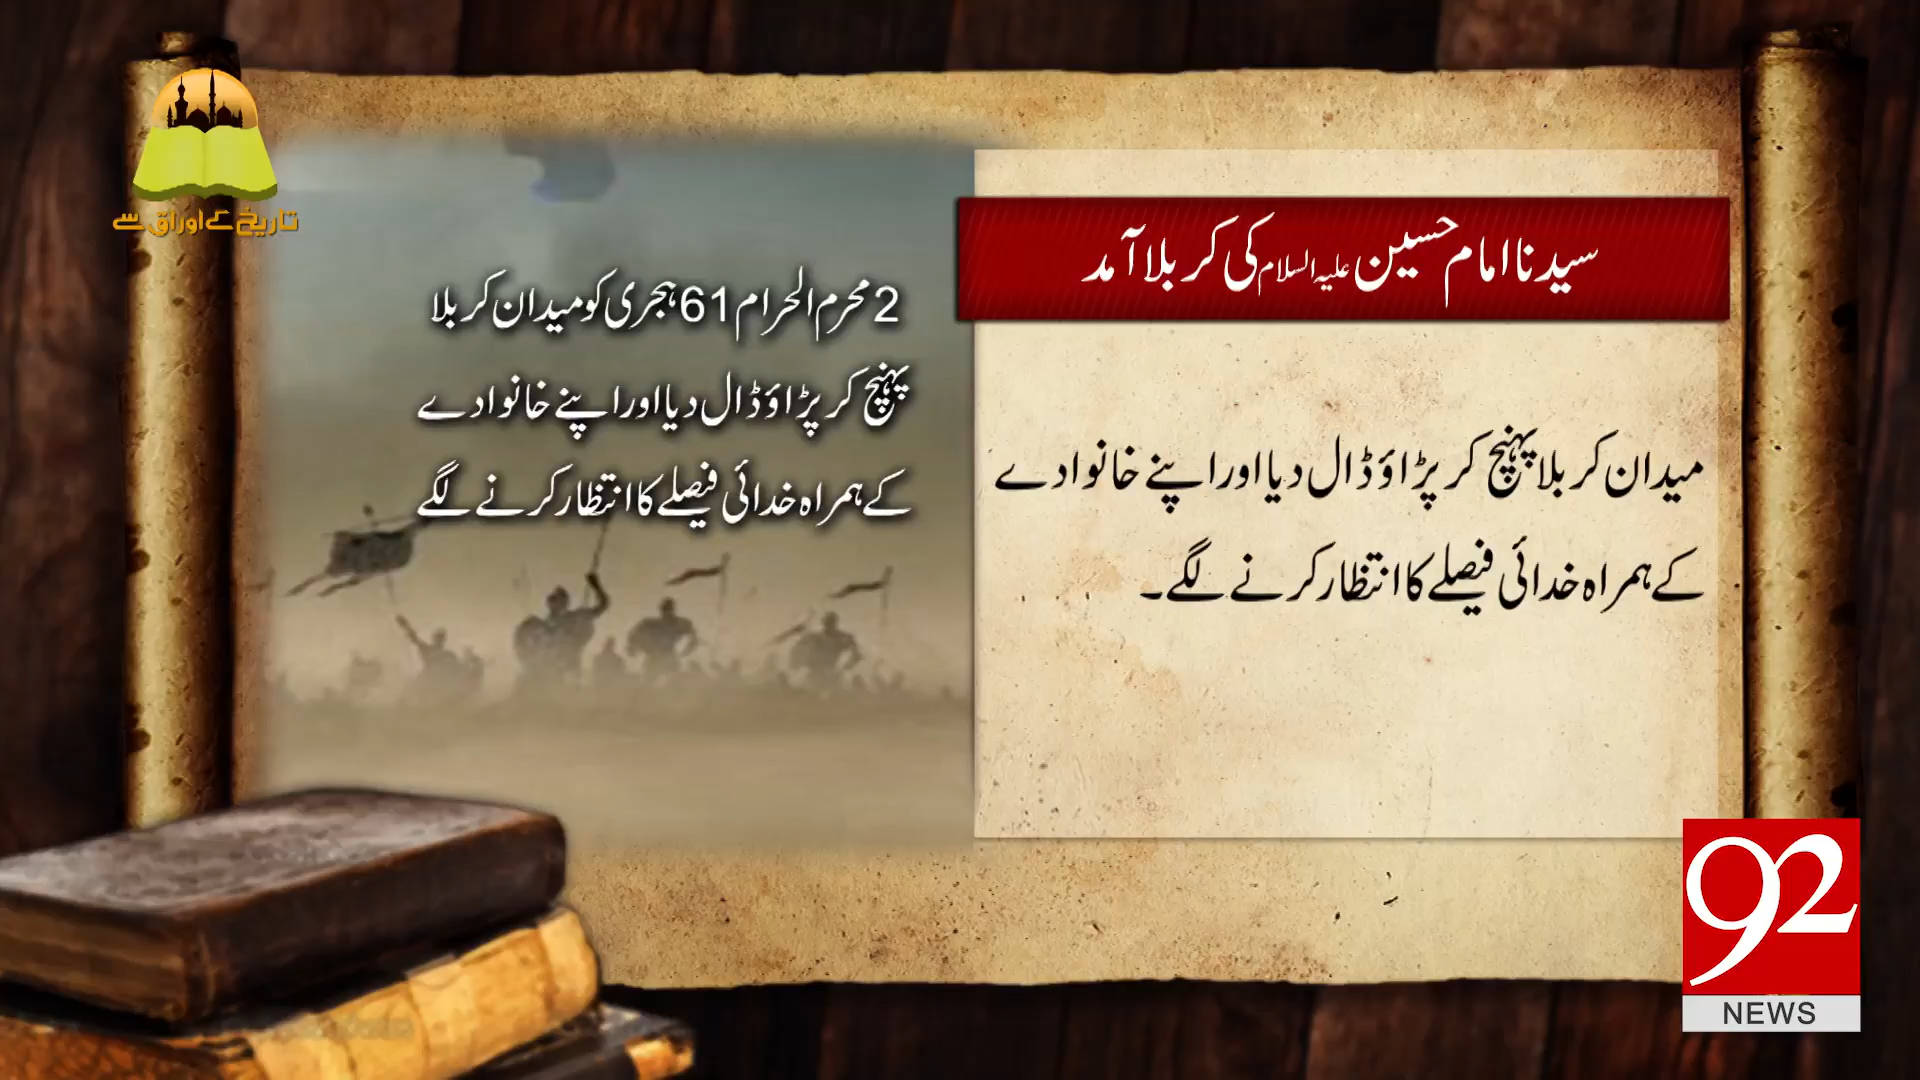 تاریخ کے اوراق سے
سیدنا امام حسین علیہ السلام کی کربلا آمد
میدان کربلا پہنچ کر پڑاؤ ڈال دیا اور اپنے خانوادے
کے ہمراہ خدائی فیصلے کا انتظار کرنے لگے۔
2 محرم الحرام 61 ہجری کو میدان کربلا
پہنچ کر پڑاؤ ڈال دیا اور اپنے خانوادے
کے ہمراہ خدائی فیصلے کا انتظار کرنے لگے
92
NEWS